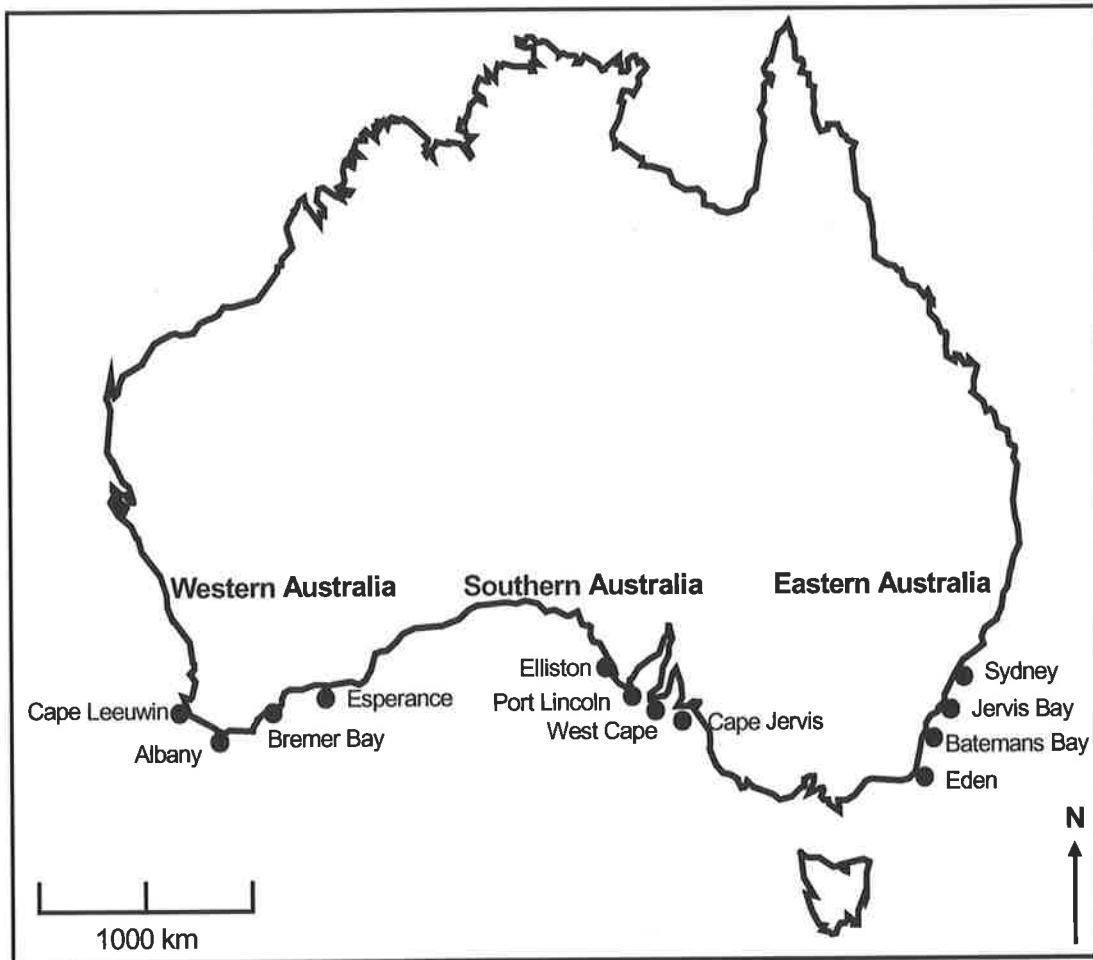 Western Australia
Southern Australia
Eastern Australia
Elliston
Sydney
Cape Leeuwin
Esperance
Port Lincoln
Jervis Bay
Albany
Bremer Bay
West Cape
Cape Jervis
Batemans Bay
Eden
N
1000 km